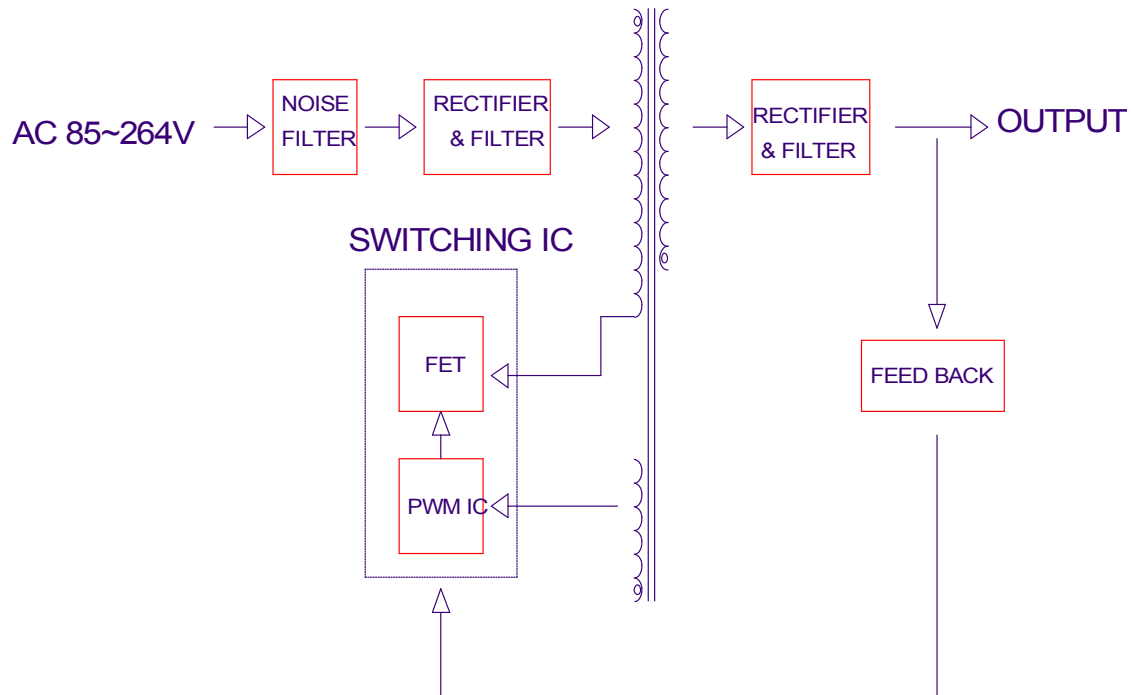 AC 85~264V
NOISE
FILTER
RECTIFIER
& FILTER
RECTIFIER
& FILTER
OUTPUT
SWITCHING IC
FET
PWM IC
FEED BACK